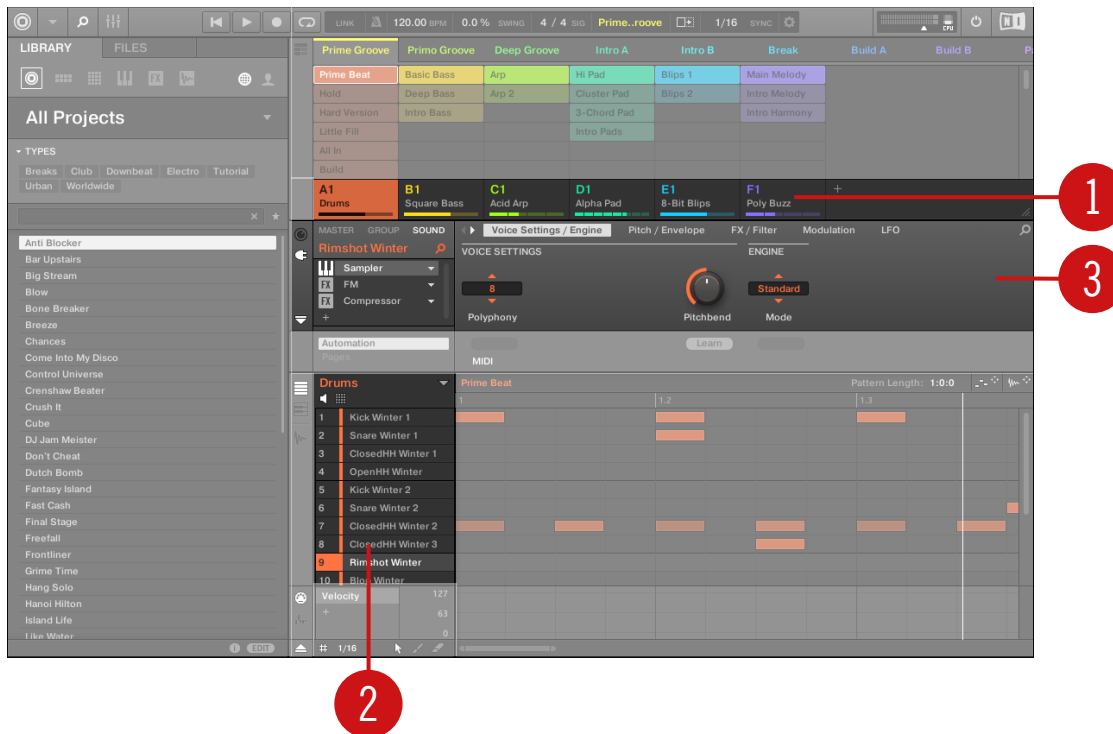 LINK 120.00 BPM 0.0 % SWING 4 / 4 SIG Prime..roove 1/16 SYNC CPU
LIBRARY FILES
Prime Groove Primo Groove Deep Groove Intro A Intro B Break Build A Build B P
All Projects
TYPES
Breaks Club Downbeat Electro Tutorial
Urban Worldwide
Anti Blocker
Bar Upstairs
Big Stream
Blow
Bone Breaker
Breeze
Chances
Come Into My Disco
Control Universe
Crenshaw Beater
Crush It
Cube
DJ Jam Meister
Don't Cheat
Dutch Bomb
Fantasy Island
Fast Cash
Final Stage
Freefall
Frontliner
Grime Time
Hang Solo
Hanoi Hilton
Island Life
Like Water
EDIT
Prime Beat Basic Bass Arp Hi Pad Blips 1 Main Melody
Hold Deep Bass Arp 2 Cluster Pad Blips 2 Intro Melody
Hard Version Intro Bass 3-Chord Pad Intro Harmony
Little Fill Intro Pads
All In
Build
A1 B1 C1 D1 E1 F1 +
Drums Square Bass Acid Arp Alpha Pad 8-Bit Blips Poly Buzz
1
MASTER GROUP SOUND Voice Settings / Engine Pitch / Envelope FX / Filter Modulation LFO
Rimshot Winter VOICE SETTINGS ENGINE
Sampler
FX FM 8 Standard
FX Compressor
+ Polyphony Pitchbend Mode
3
Automation Learn
Pages MIDI
Drums Prime Beat Pattern Length: 1:0:0
1 1.2 1.3
1 Kick Winter 1
2 Snare Winter 1
3 ClosedHH Winter 1
4 OpenHH Winter
5 Kick Winter 2
6 Snare Winter 2
7 ClosedHH Winter 2
8 ClosedHH Winter 3
9 Rimshot Winter
10 Blop Winter
Velocity 127
+ 63
0
1/16
2